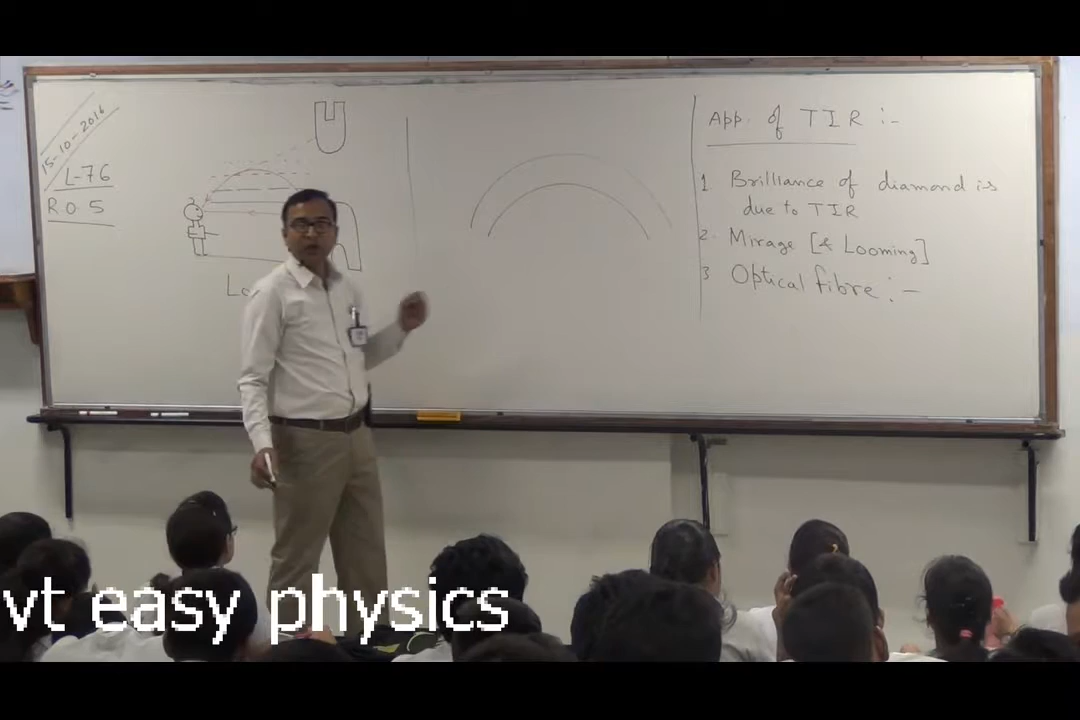 15-10-2016
L-76
R.O.5
App. of TIR :-
1. Brilliance of diamond is
due to TIR
2. Mirage [& Looming]
3 Optical fibre :-
vt easy physics